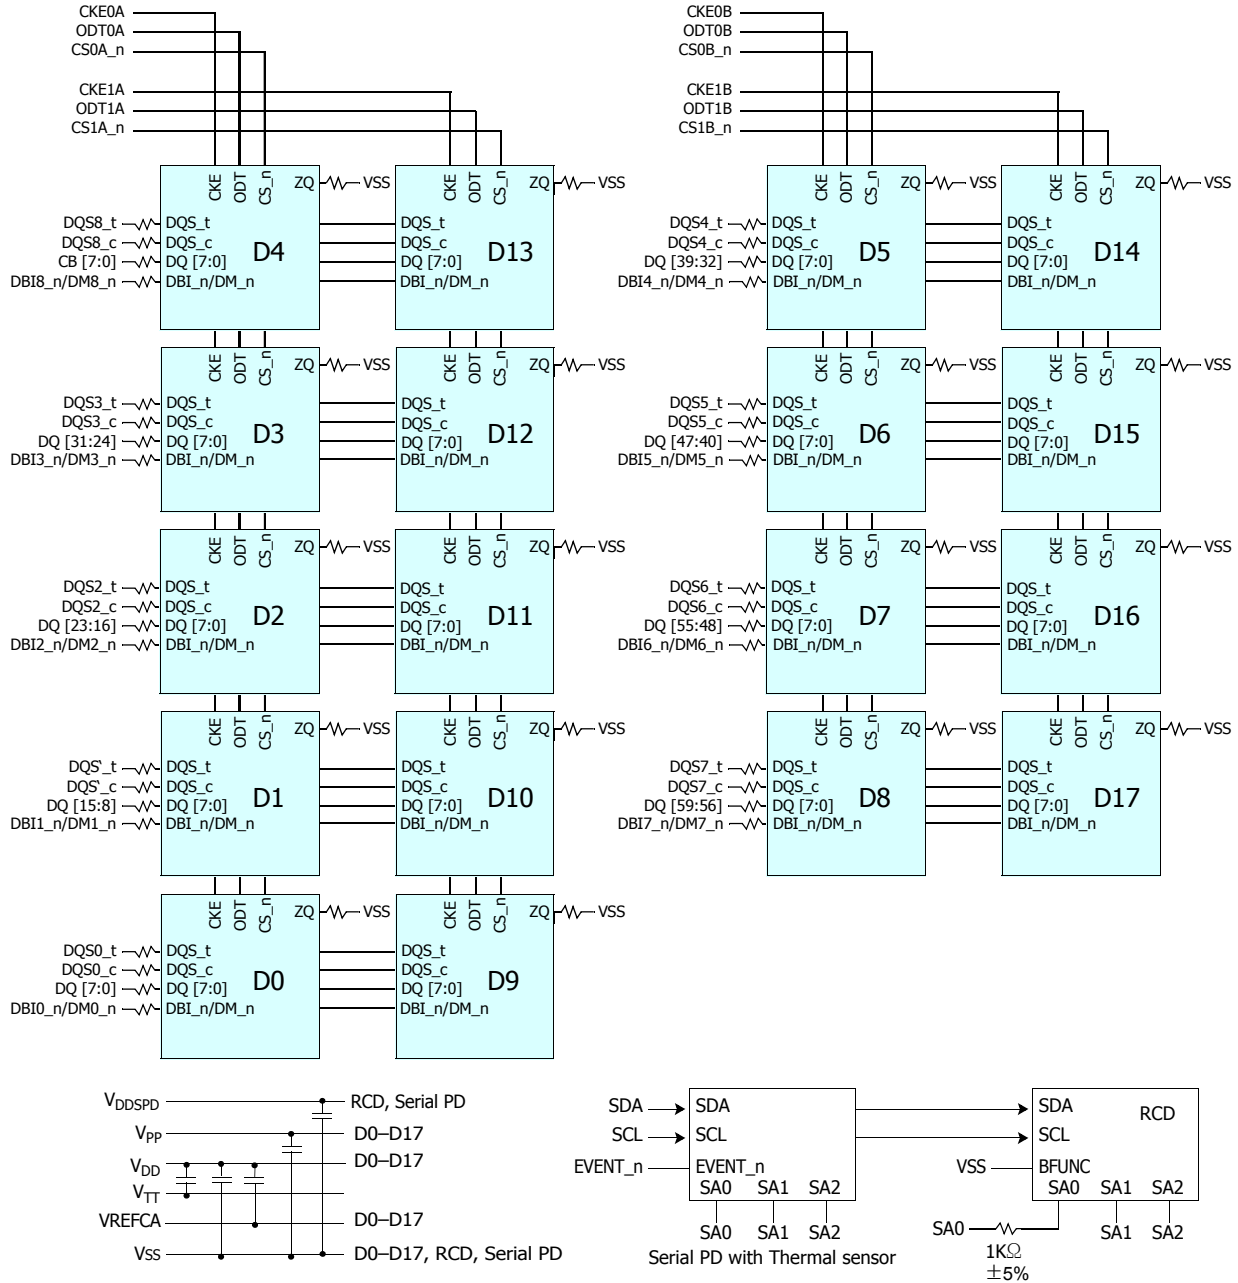 CKE0A
ODT0A
CS0A_n
CKE1A
ODT1A
CS1A_n
CKE ODT CS_n ZQ VSS
DQS8_t DQS_t
DQS8_c DQS_c
CB [7:0] DQ [7:0]
DBI8_n/DM8_n DBI_n/DM_n
D4
CKE ODT CS_n ZQ VSS
DQS_t
DQS_c
DQ [7:0]
DBI_n/DM_n
D13
CKE ODT CS_n ZQ VSS
DQS3_t DQS_t
DQS3_c DQS_c
DQ [31:24] DQ [7:0]
DBI3_n/DM3_n DBI_n/DM_n
D3
CKE ODT CS_n ZQ VSS
DQS_t
DQS_c
DQ [7:0]
DBI_n/DM_n
D12
CKE ODT CS_n ZQ VSS
DQS2_t DQS_t
DQS2_c DQS_c
DQ [23:16] DQ [7:0]
DBI2_n/DM2_n DBI_n/DM_n
D2
CKE ODT CS_n ZQ VSS
DQS_t
DQS_c
DQ [7:0]
DBI_n/DM_n
D11
CKE ODT CS_n ZQ VSS
DQS‘_t DQS_t
DQS‘_c DQS_c
DQ [15:8] DQ [7:0]
DBI1_n/DM1_n DBI_n/DM_n
D1
CKE ODT CS_n ZQ VSS
DQS_t
DQS_c
DQ [7:0]
DBI_n/DM_n
D10
CKE ODT CS_n ZQ VSS
DQS0_t DQS_t
DQS0_c DQS_c
DQ [7:0] DQ [7:0]
DBI0_n/DM0_n DBI_n/DM_n
D0
CKE ODT CS_n ZQ VSS
DQS_t
DQS_c
DQ [7:0]
DBI_n/DM_n
D9
CKE0B
ODT0B
CS0B_n
CKE1B
ODT1B
CS1B_n
CKE ODT CS_n ZQ VSS
DQS4_t DQS_t
DQS4_c DQS_c
DQ [39:32] DQ [7:0]
DBI4_n/DM4_n DBI_n/DM_n
D5
CKE ODT CS_n ZQ VSS
DQS_t
DQS_c
DQ [7:0]
DBI_n/DM_n
D14
CKE ODT CS_n ZQ VSS
DQS5_t DQS_t
DQS5_c DQS_c
DQ [47:40] DQ [7:0]
DBI5_n/DM5_n DBI_n/DM_n
D6
CKE ODT CS_n ZQ VSS
DQS_t
DQS_c
DQ [7:0]
DBI_n/DM_n
D15
CKE ODT CS_n ZQ VSS
DQS6_t DQS_t
DQS6_c DQS_c
DQ [55:48] DQ [7:0]
DBI6_n/DM6_n DBI_n/DM_n
D7
CKE ODT CS_n ZQ VSS
DQS_t
DQS_c
DQ [7:0]
DBI_n/DM_n
D16
CKE ODT CS_n ZQ VSS
DQS7_t DQS_t
DQS7_c DQS_c
DQ [59:56] DQ [7:0]
DBI7_n/DM7_n DBI_n/DM_n
D8
CKE ODT CS_n ZQ VSS
DQS_t
DQS_c
DQ [7:0]
DBI_n/DM_n
D17
VDDSPD RCD, Serial PD
VPP D0–D17
VDD D0–D17
VTT
VREFCA D0–D17
VSS D0–D17, RCD, Serial PD
SDA SDA
SCL SCL
EVENT_n EVENT_n
SA0 SA1 SA2
SA0 SA1 SA2
Serial PD with Thermal sensor
SDA RCD
SCL
VSS BFUNC
SA0 SA1 SA2
SA0 SA1 SA2
1KΩ
±5%